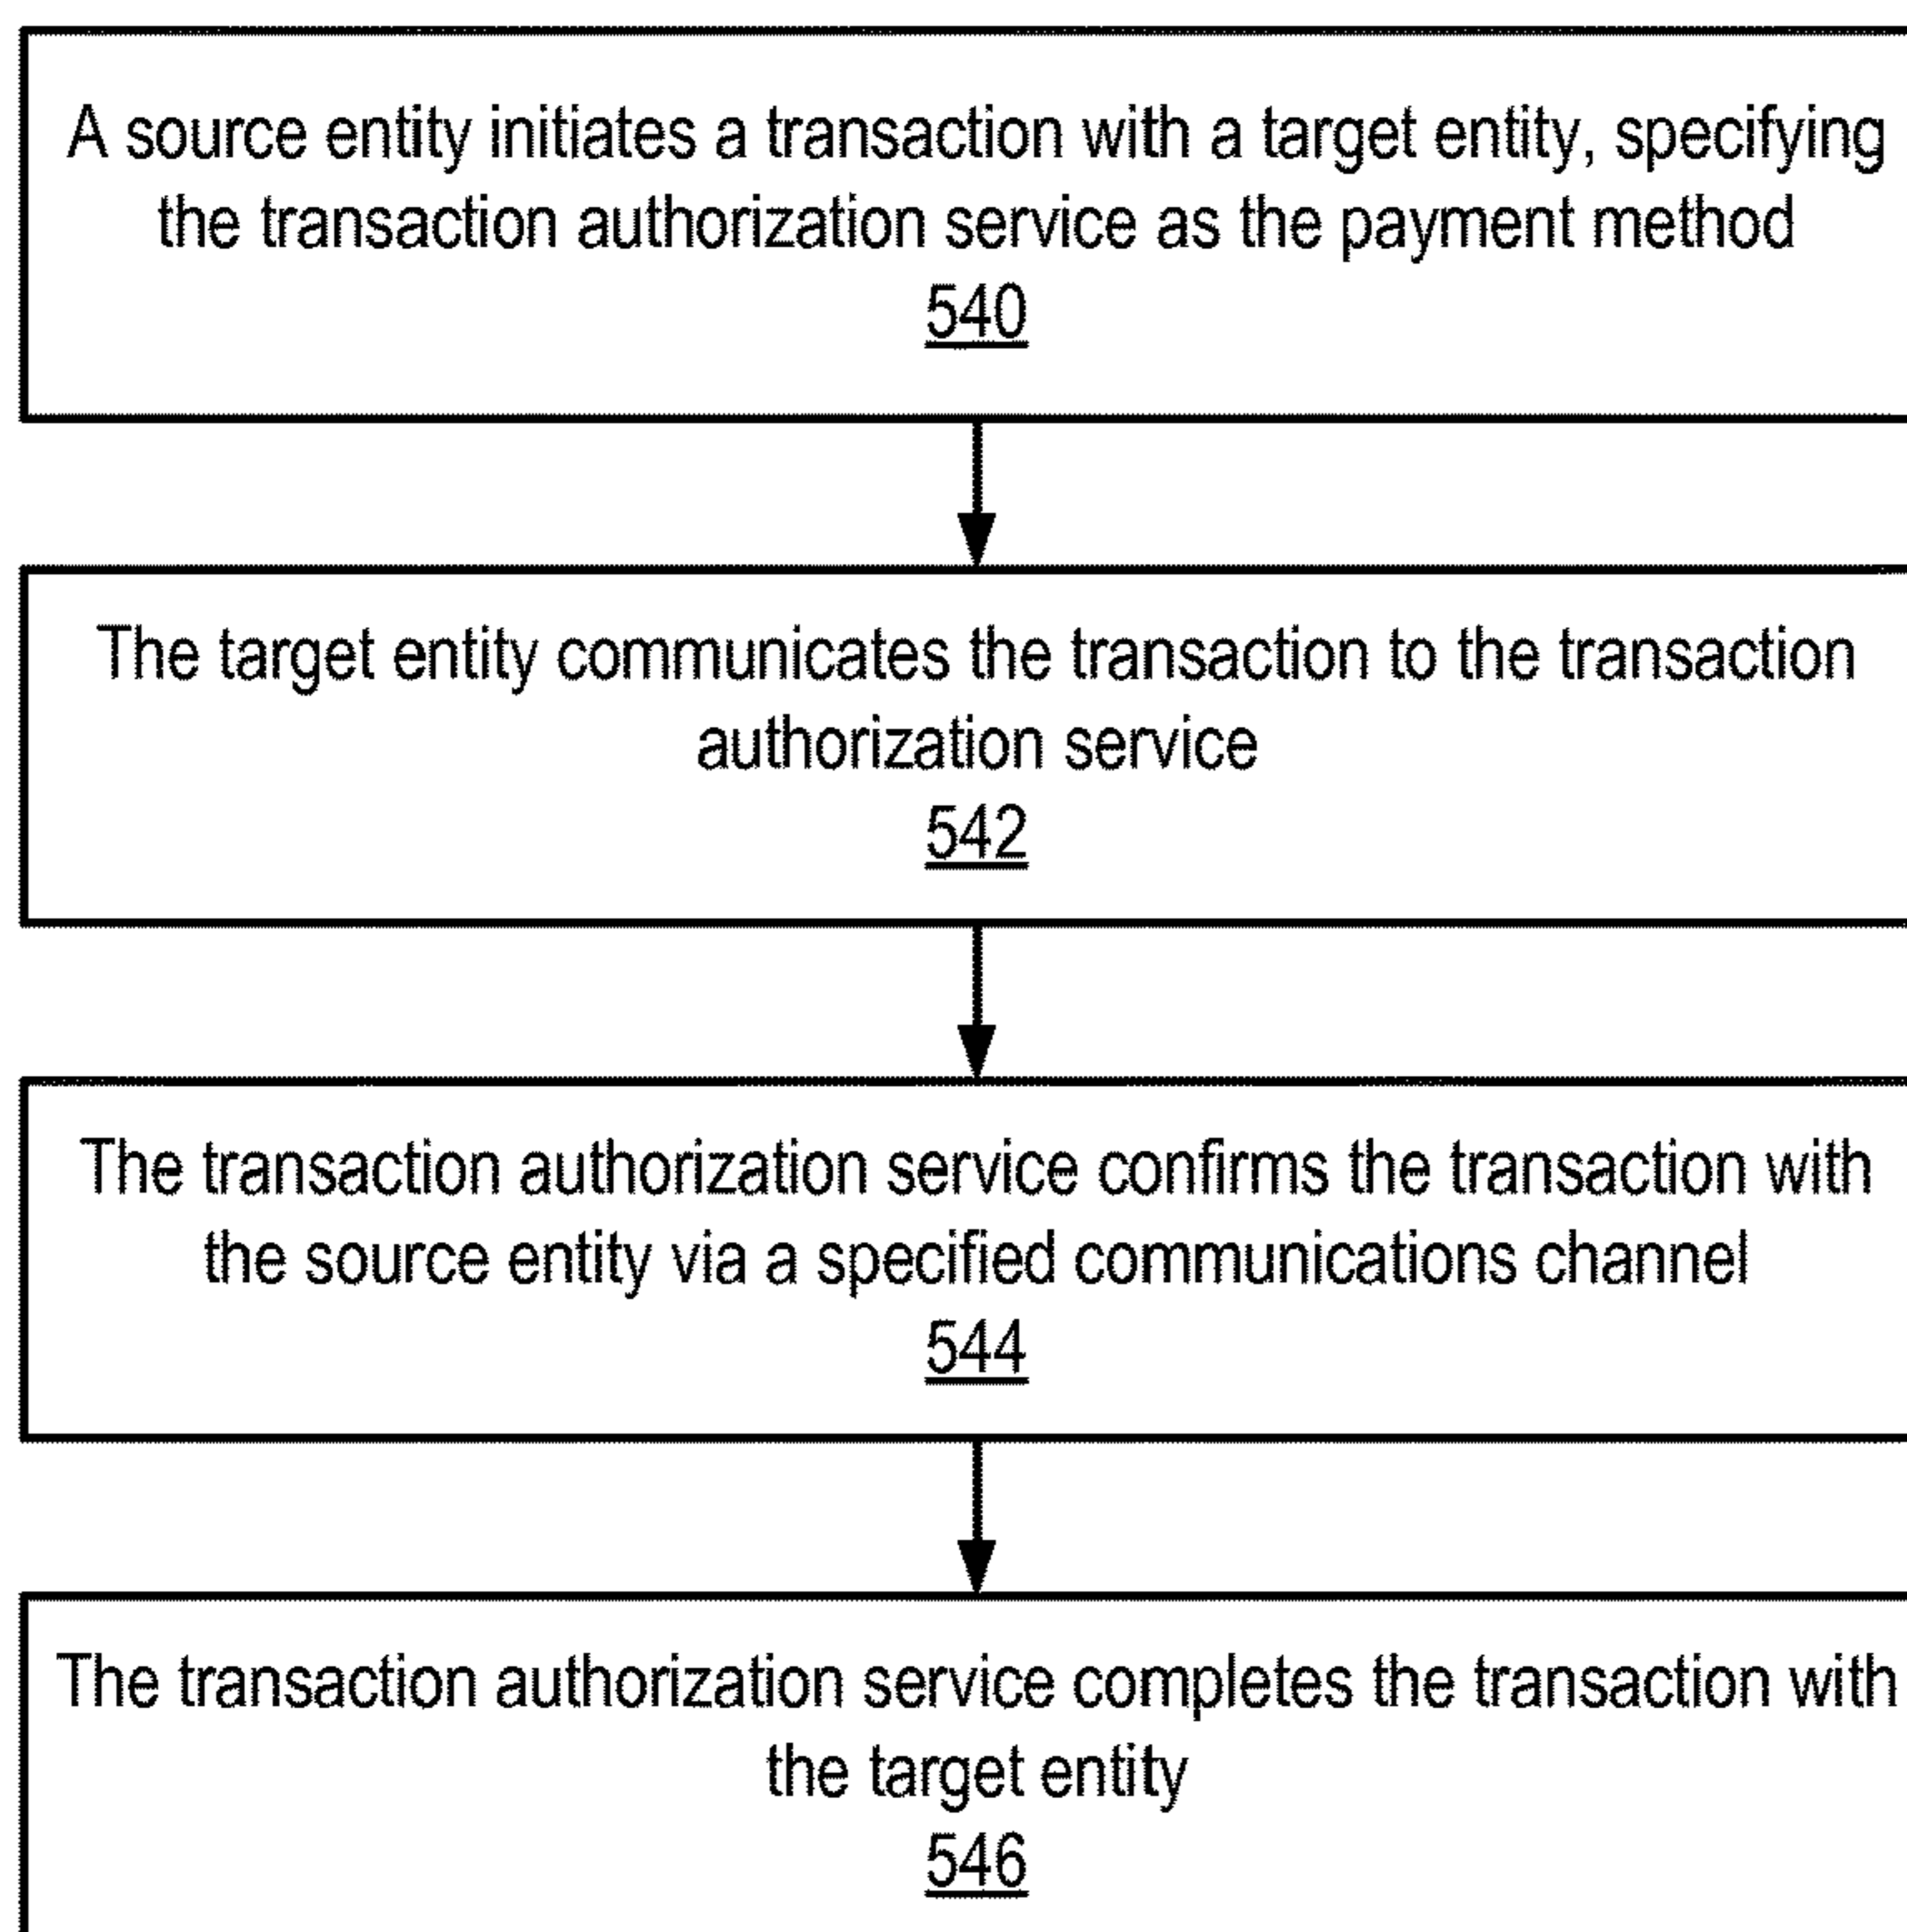 A source entity initiates a transaction with a target entity, specifying
the transaction authorization service as the payment method
540
The target entity communicates the transaction to the transaction
authorization service
542
The transaction authorization service confirms the transaction with
the source entity via a specified communications channel
544
The transaction authorization service completes the transaction with
the target entity
546